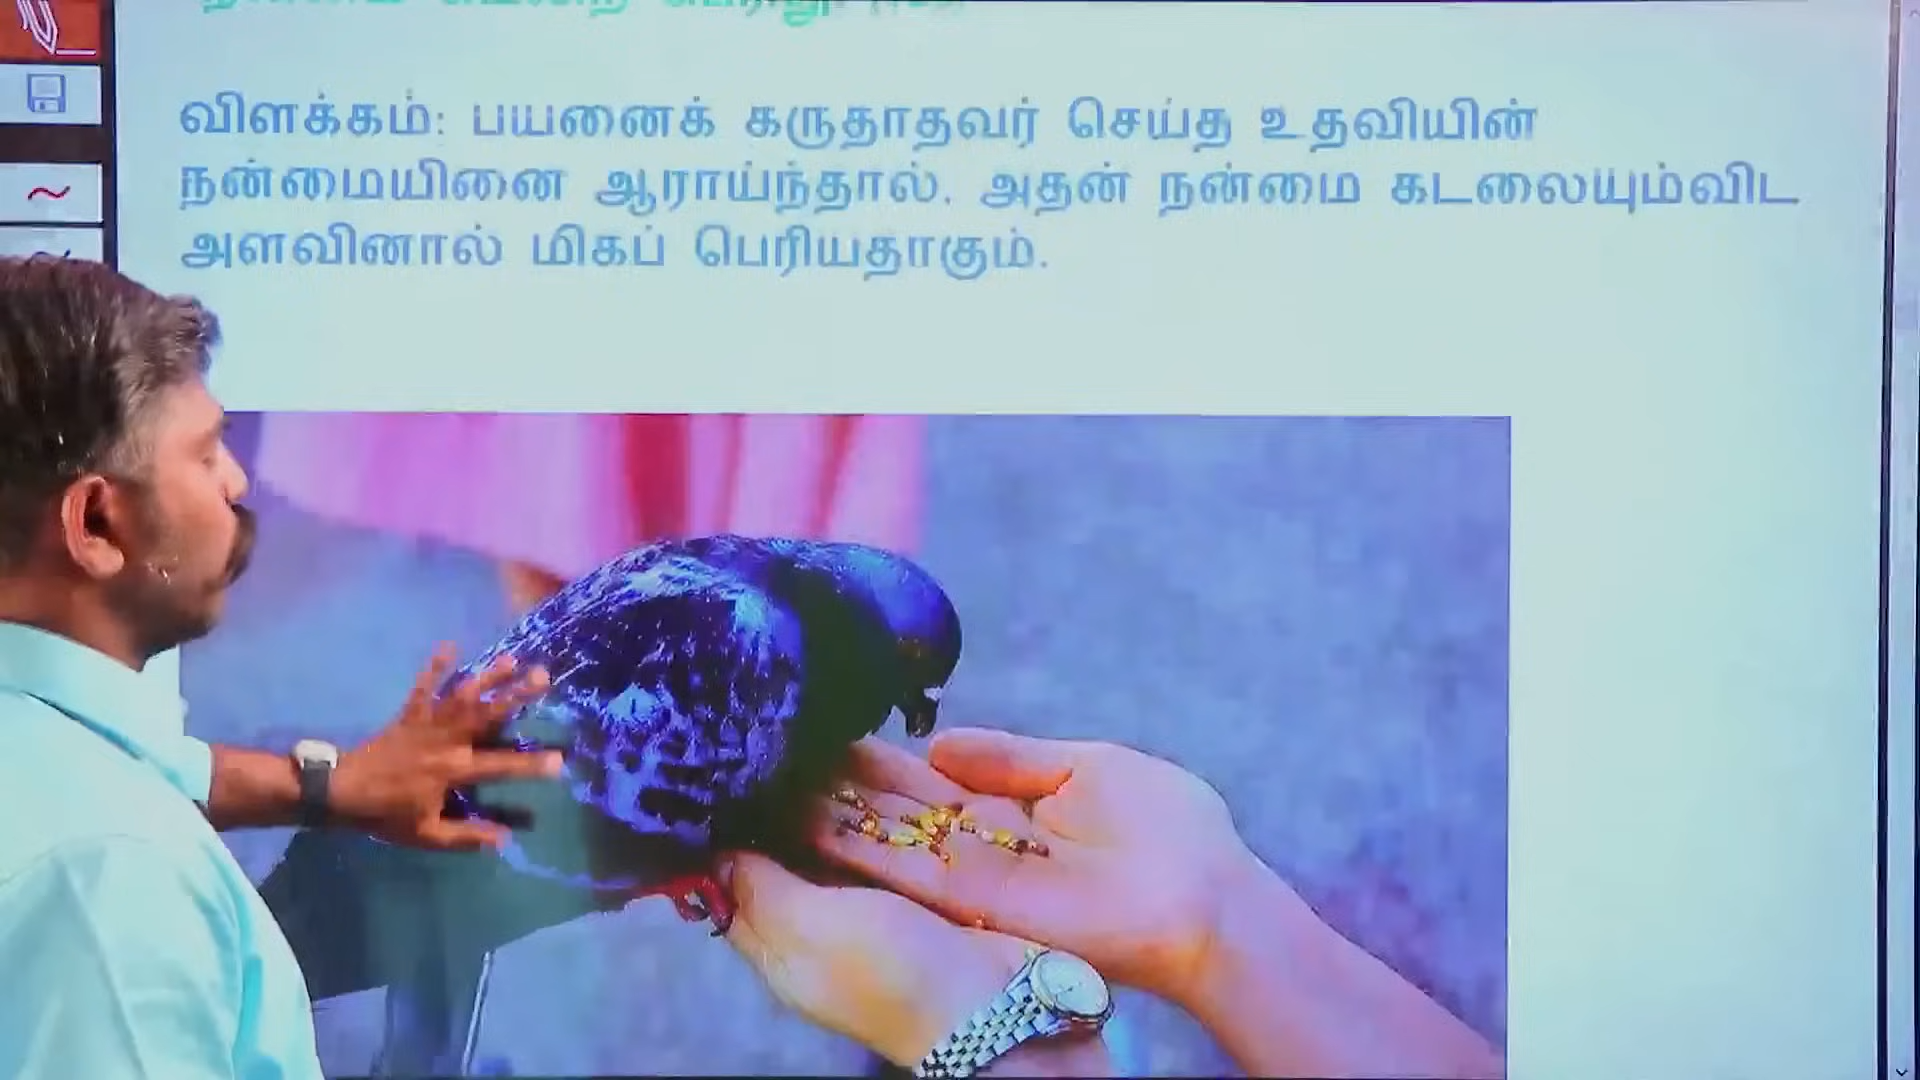 விளக்கம்: பயனைக் கருதாதவர் செய்த உதவியின்
நன்மையினை ஆராய்ந்தால், அதன் நன்மை கடலையும்விட
அளவினால் மிகப் பெரியதாகும்.